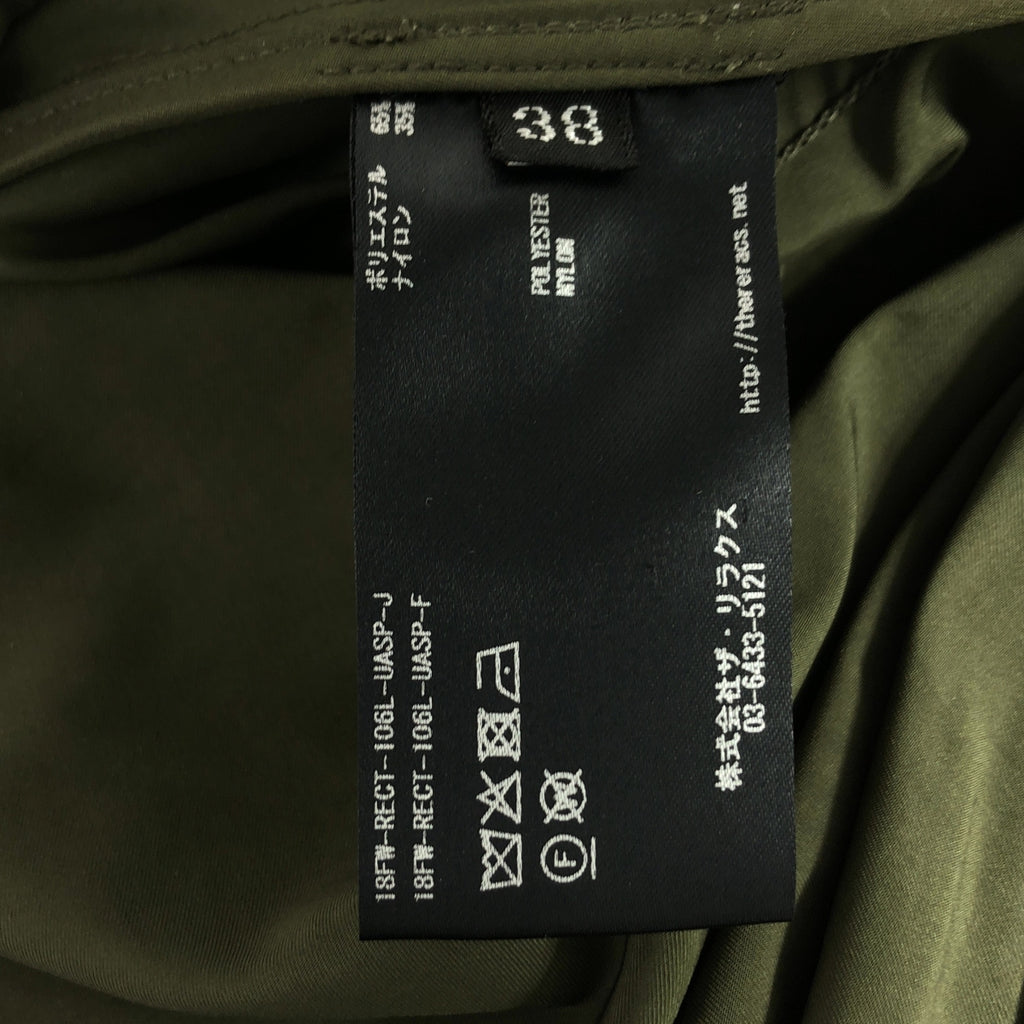 38
18FW-RECT-106L-UASP-J
18FW-RECT-106L-UASP-F
ポリエステル 65%
ナイロン 35%
POLYESTER
NYLON
F
株式会社ザ・リラクス
03-6433-5121
http://thereracs.net